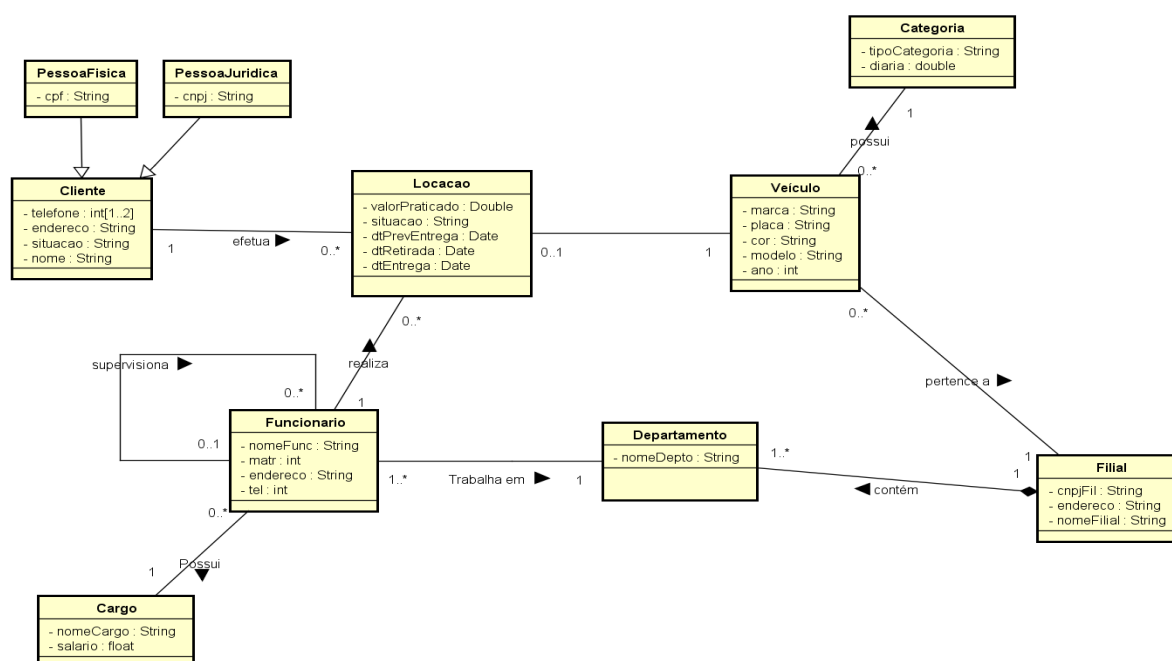 Categoria
- tipoCategoria : String
- diaria : double
PessoaFisica
- cpf : String
PessoaJuridica
- cnpj : String
1
possui
0..*
Cliente
- telefone : int[1..2]
- endereco : String
- situacao : String
- nome : String
1
efetua
0..*
Locacao
- valorPraticado : Double
- situacao : String
- dtPrevEntrega : Date
- dtRetirada : Date
- dtEntrega : Date
0..1
1
Veículo
- marca : String
- placa : String
- cor : String
- modelo : String
- ano : int
0..*
0..*
supervisiona
realiza
pertence a
0..*
1
0..1
Funcionario
- nomeFunc : String
- matr : int
- endereco : String
- tel : int
1..*
Trabalha em
1
Departamento
- nomeDepto : String
1..*
contém
1
1
Filial
- cnpjFil : String
- endereco : String
- nomeFilial : String
0..*
Possui
1
Cargo
- nomeCargo : String
- salario : float